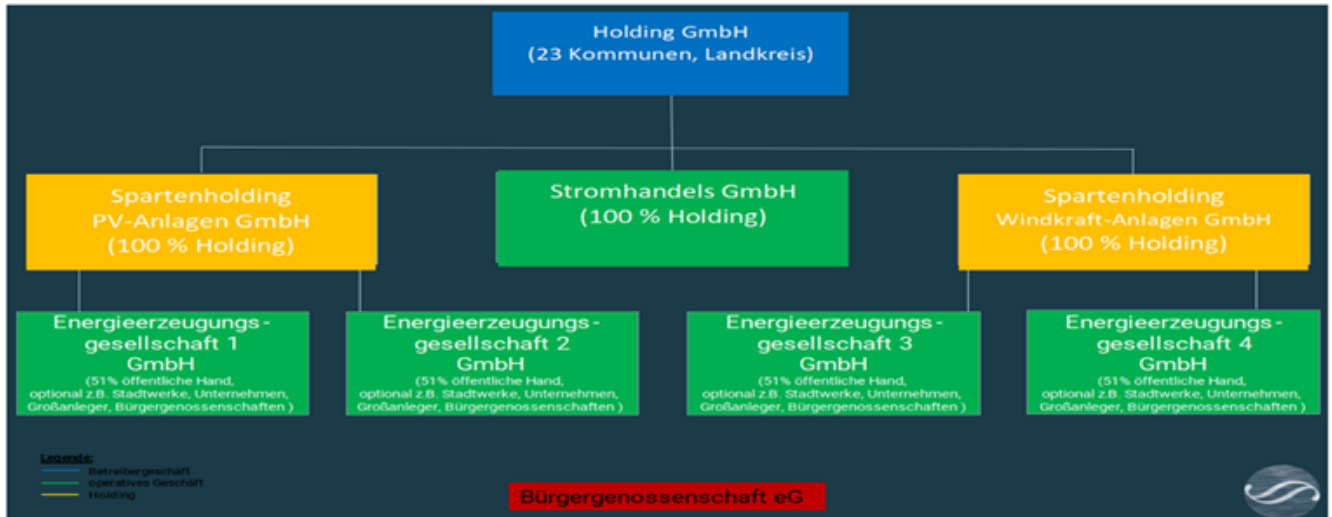 Holding GmbH
(23 Kommunen, Landkreis)
Spartenholding
PV-Anlagen GmbH
(100 % Holding)
Stromhandels GmbH
(100 % Holding)
Spartenholding
Windkraft-Anlagen GmbH
(100 % Holding)
Energieerzeugungs-
gesellschaft 1
GmbH
(51% öffentliche Hand,
optional z.B. Stadtwerke, Unternehmen,
Großanleger, Bürgergenossenschaften )
Energieerzeugungs-
gesellschaft 2
GmbH
(51% öffentliche Hand,
optional z.B. Stadtwerke, Unternehmen,
Großanleger, Bürgergenossenschaften )
Energieerzeugungs-
gesellschaft 3
GmbH
(51% öffentliche Hand,
optional z.B. Stadtwerke, Unternehmen,
Großanleger, Bürgergenossenschaften )
Energieerzeugungs-
gesellschaft 4
GmbH
(51% öffentliche Hand,
optional z.B. Stadtwerke, Unternehmen,
Großanleger, Bürgergenossenschaften )
Legende:
Betreibergeschäft
operatives Geschäft
Holding
Bürgergenossenschaft eG